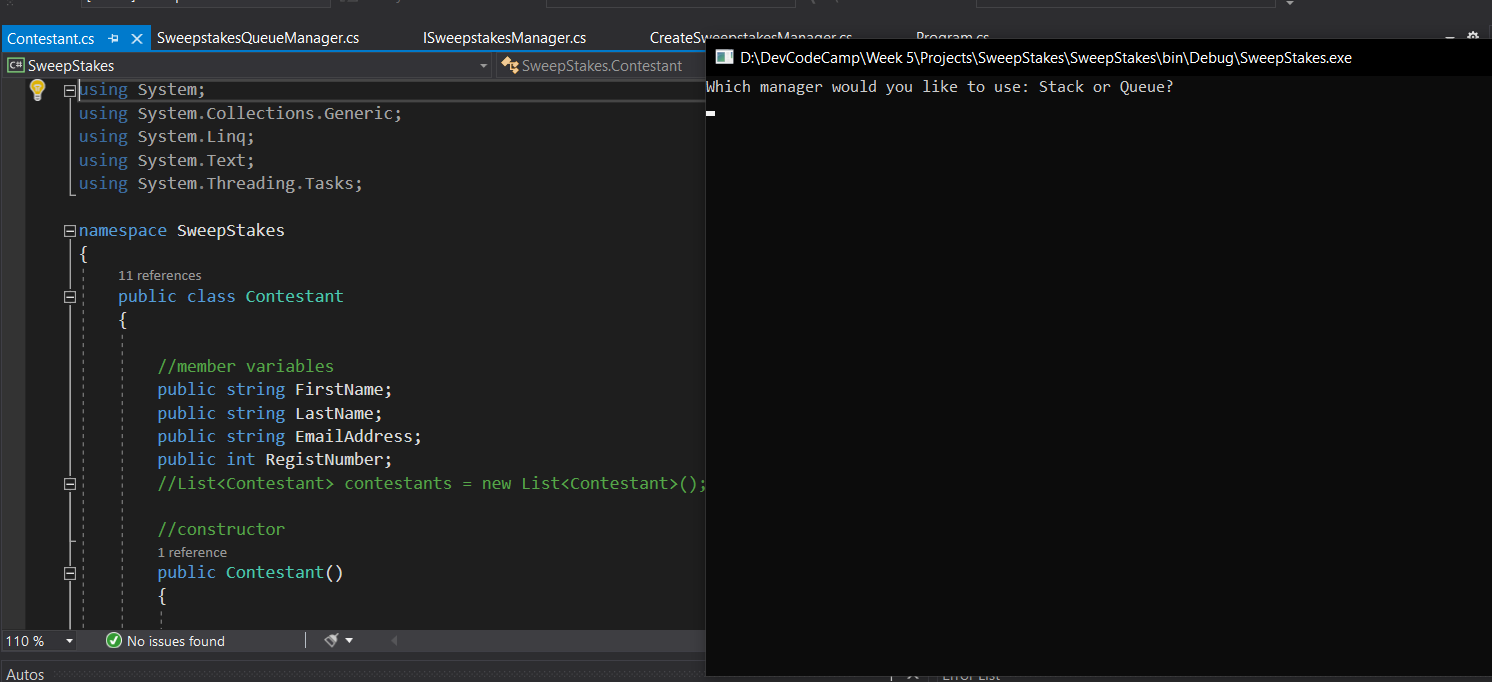 Contestant.cs
SweepstakesQueueManager.cs
ISweepstakesManager.cs
CreateSweepstakesManager.cs
Program.cs
C# SweepStakes
SweepStakes.Contestant
using System;
using System.Collections.Generic;
using System.Linq;
using System.Text;
using System.Threading.Tasks;
namespace SweepStakes
{
11 references
public class Contestant
{
//member variables
public string FirstName;
public string LastName;
public string EmailAddress;
public int RegistNumber;
//List<Contestant> contestants = new List<Contestant>();
//constructor
1 reference
public Contestant()
{
110 %
No issues found
Autos
D:\DevCodeCamp\Week 5\Projects\SweepStakes\SweepStakes\bin\Debug\SweepStakes.exe
Which manager would you like to use: Stack or Queue?
Error List